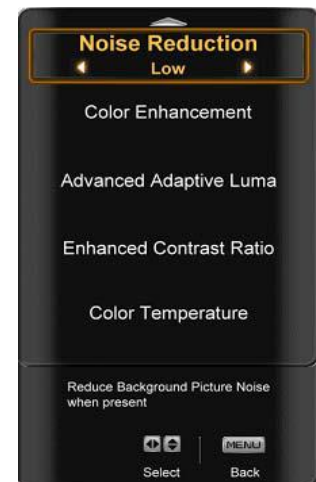 Noise Reduction
Low
Color Enhancement
Advanced Adaptive Luma
Enhanced Contrast Ratio
Color Temperature
Reduce Background Picture Noise
when present
MENU
Select Back